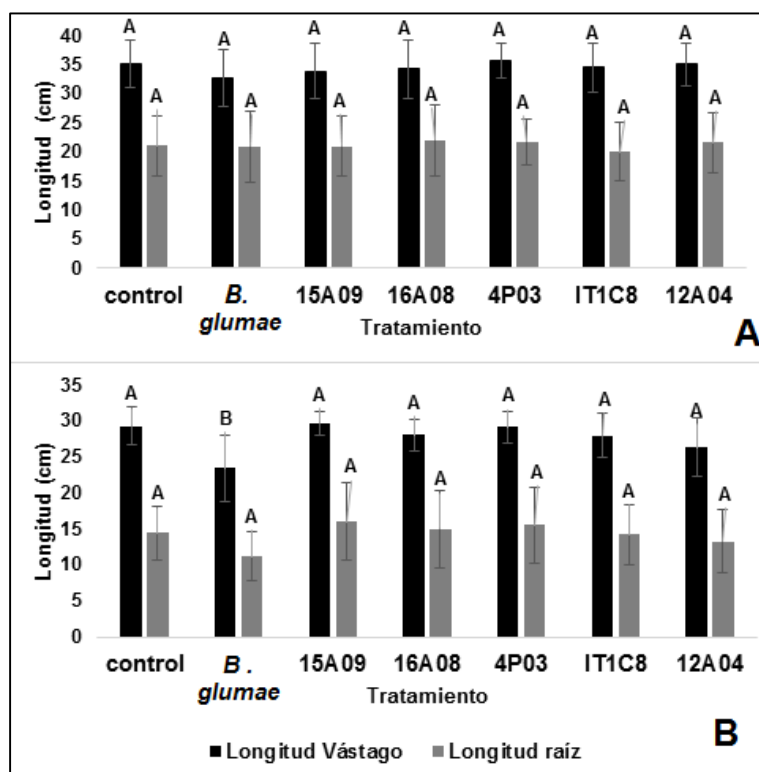 A A A A A A A
A A A A A A A
40
35
30
25
20
15
10
5
0
Longitud (cm)
control B. glumae 15A09 16A08 4P03 IT1C8 12A04
Tratamiento
A
A B A A A A A
A A A A A A A
35
30
25
20
15
10
5
0
Longitud (cm)
control B. glumae 15A09 16A08 4P03 IT1C8 12A04
Tratamiento
B
Longitud Vástago Longitud raíz